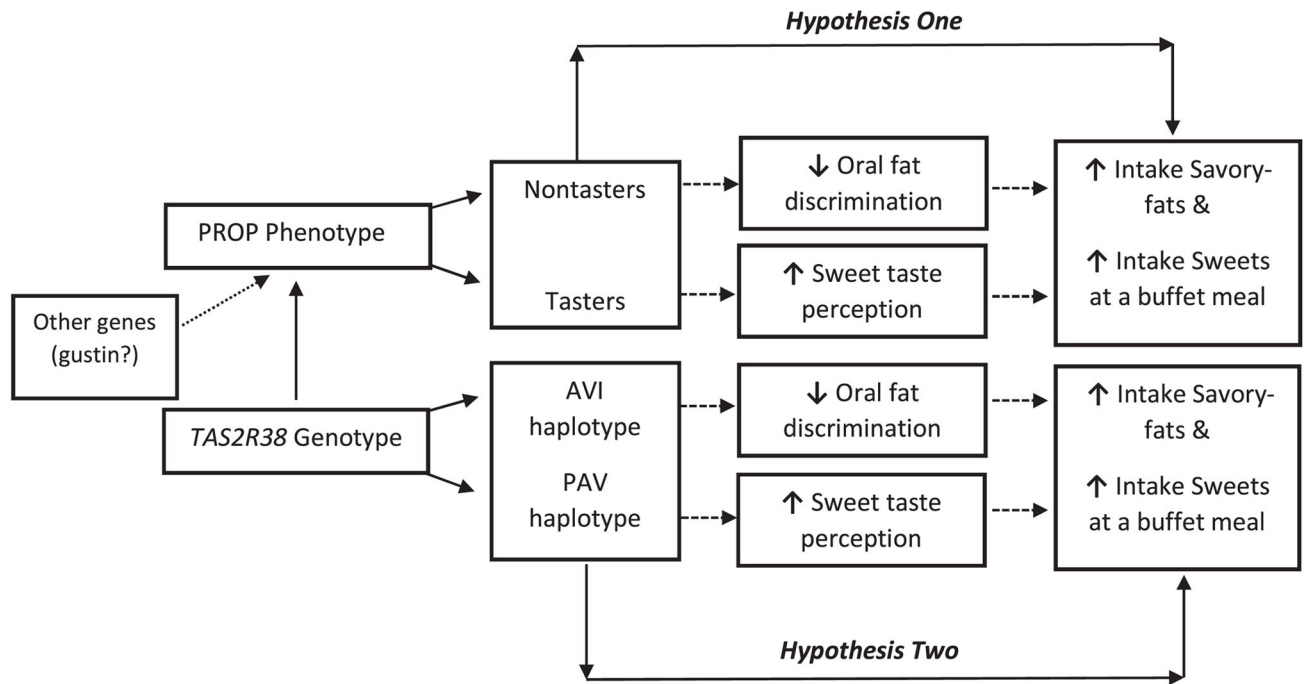 Hypothesis One
Nontasters
Tasters
↓ Oral fat
discrimination
↑ Intake Savory-
fats &
↑ Intake Sweets
at a buffet meal
PROP Phenotype
↑ Sweet taste
perception
Other genes
(gustin?)
TAS2R38 Genotype
AVI
haplotype
PAV
haplotype
↓ Oral fat
discrimination
↑ Sweet taste
perception
↑ Intake Savory-
fats &
↑ Intake Sweets
at a buffet meal
Hypothesis Two